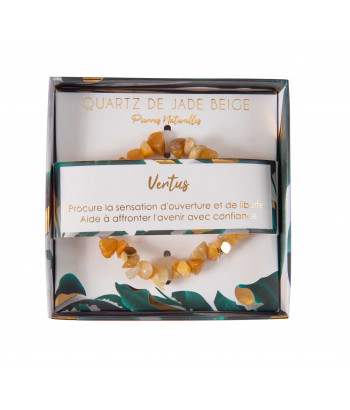 QUARTZ DE JADE BEIGE
Pierres Naturelles
Vertus
Procure la sensation d'ouverture et de liberté
Aide à affronter l'avenir avec confiance